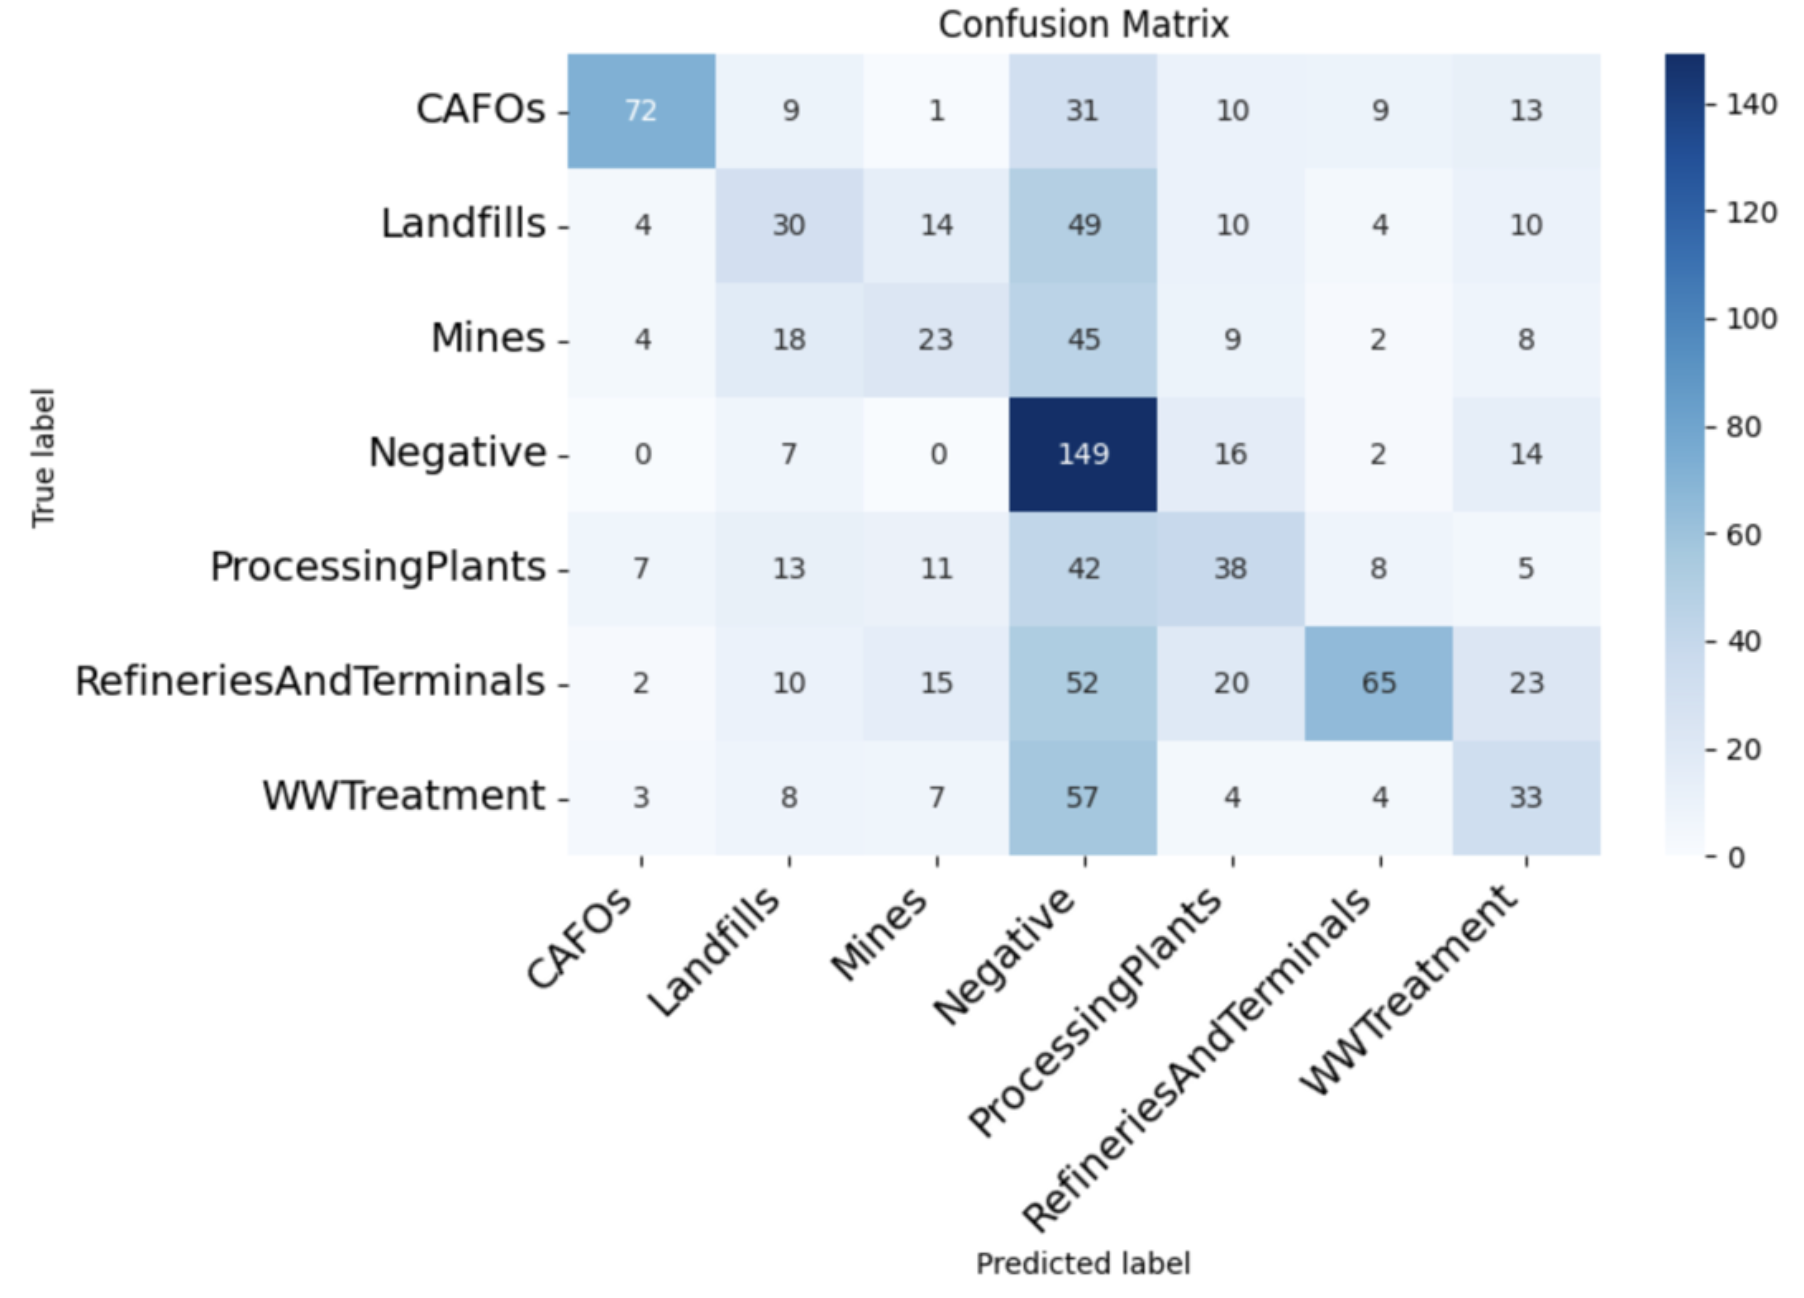 Confusion Matrix
CAFOs 72 9 1 31 10 9 13
Landfills 4 30 14 49 10 4 10
Mines 4 18 23 45 9 2 8
Negative 0 7 0 149 16 2 14
ProcessingPlants 7 13 11 42 38 8 5
RefineriesAndTerminals 2 10 15 52 20 65 23
WWTreatment 3 8 7 57 4 4 33
True label
CAFOs
Landfills
Mines
Negative
ProcessingPlants
RefineriesAndTerminals
WWTreatment
Predicted label
140
120
100
80
60
40
20
0